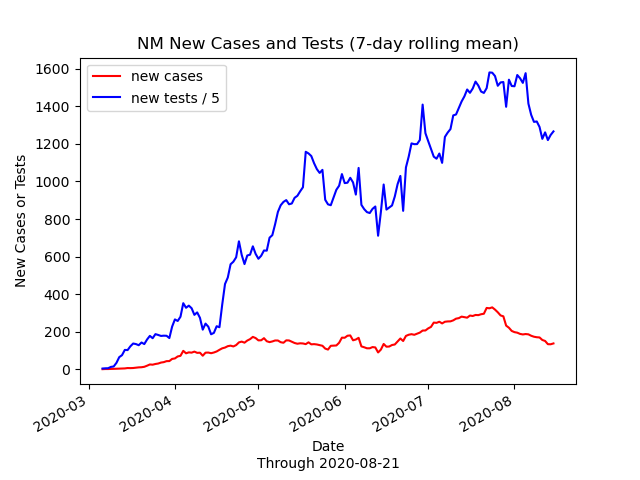 NM New Cases and Tests (7-day rolling mean)
new cases
new tests / 5
New Cases or Tests
1600
1400
1200
1000
800
600
400
200
0
2020-03
2020-04
2020-05
2020-06
2020-07
2020-08
Date
Through 2020-08-21